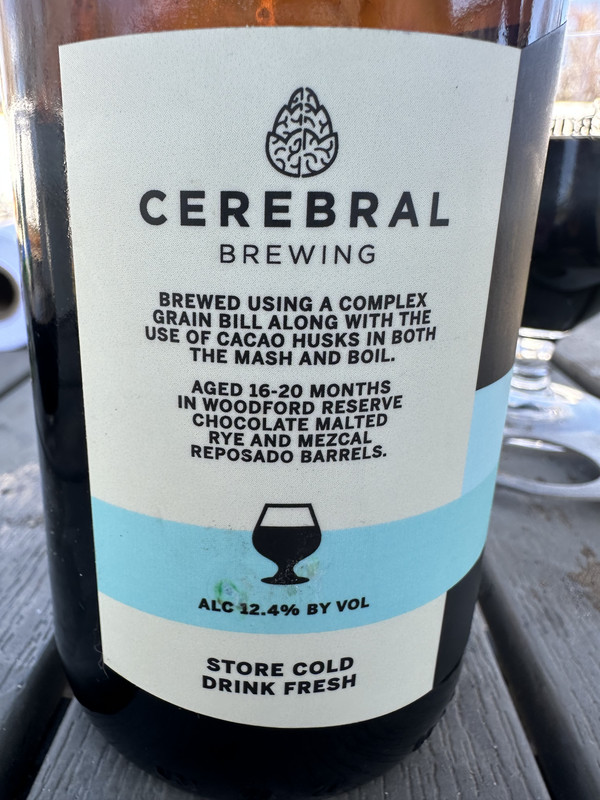 CEREBRAL
BREWING
BREWED USING A COMPLEX
GRAIN BILL ALONG WITH THE
USE OF CACAO HUSKS IN BOTH
THE MASH AND BOIL.
AGED 16-20 MONTHS
IN WOODFORD RESERVE
CHOCOLATE MALTED
RYE AND MEZCAL
REPOSADO BARRELS.
ALC 12.4% BY VOL
STORE COLD
DRINK FRESH